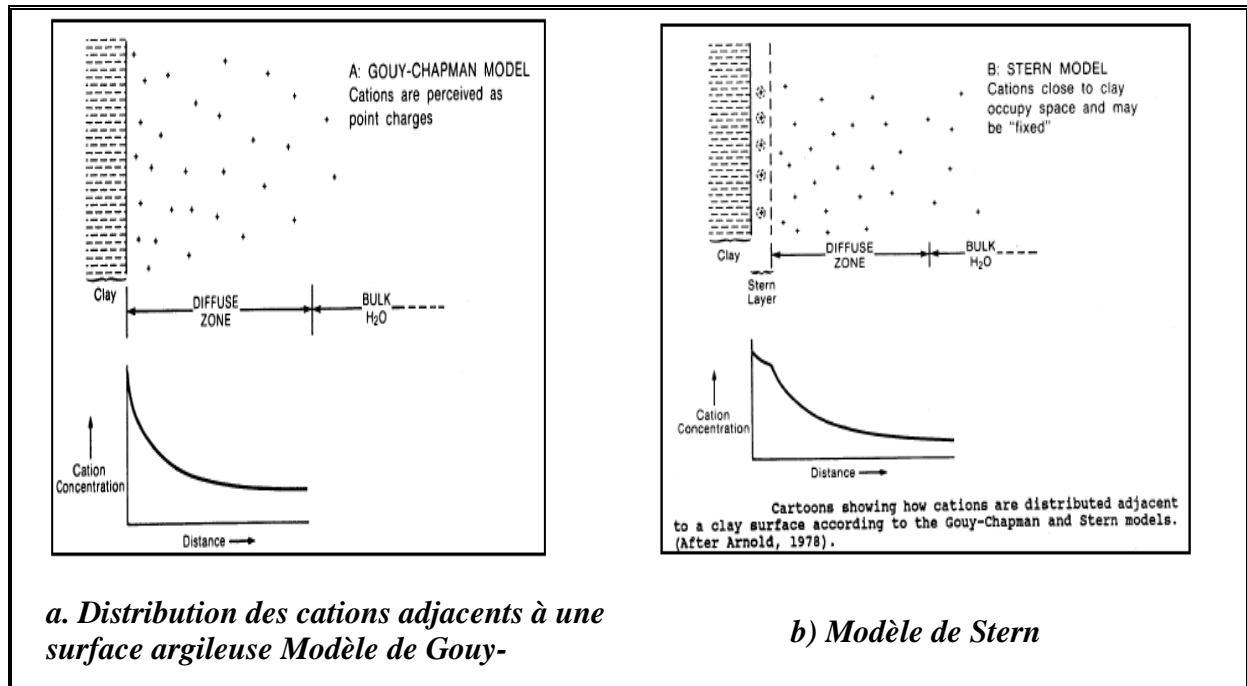 A: GOUY-CHAPMAN MODEL
Cations are perceived as
point charges
Clay
DIFFUSE
ZONE
BULK
H₂O
Cation
Concentration
Distance
B: STERN MODEL
Cations close to clay
occupy space and may
be "fixed"
Clay
Stern
Layer
DIFFUSE
ZONE
BULK
H₂O
Cation
Concentration
Distance
Cartoons showing how cations are distributed adjacent
to a clay surface according to the Gouy-Chapman and Stern models.
(After Arnold, 1978).
a. Distribution des cations adjacents à une
surface argileuse Modèle de Gouy-
b) Modèle de Stern